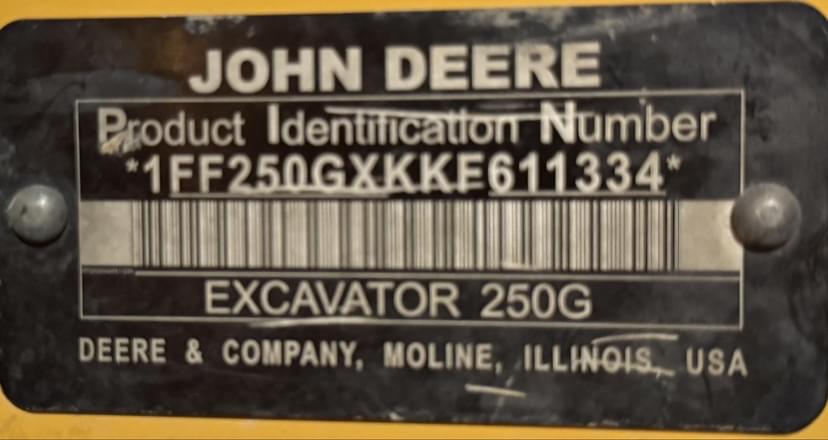 JOHN DEERE
Product Identification Number
*1FF250GXKKF611334*
EXCAVATOR 250G
DEERE & COMPANY, MOLINE, ILLINOIS, USA